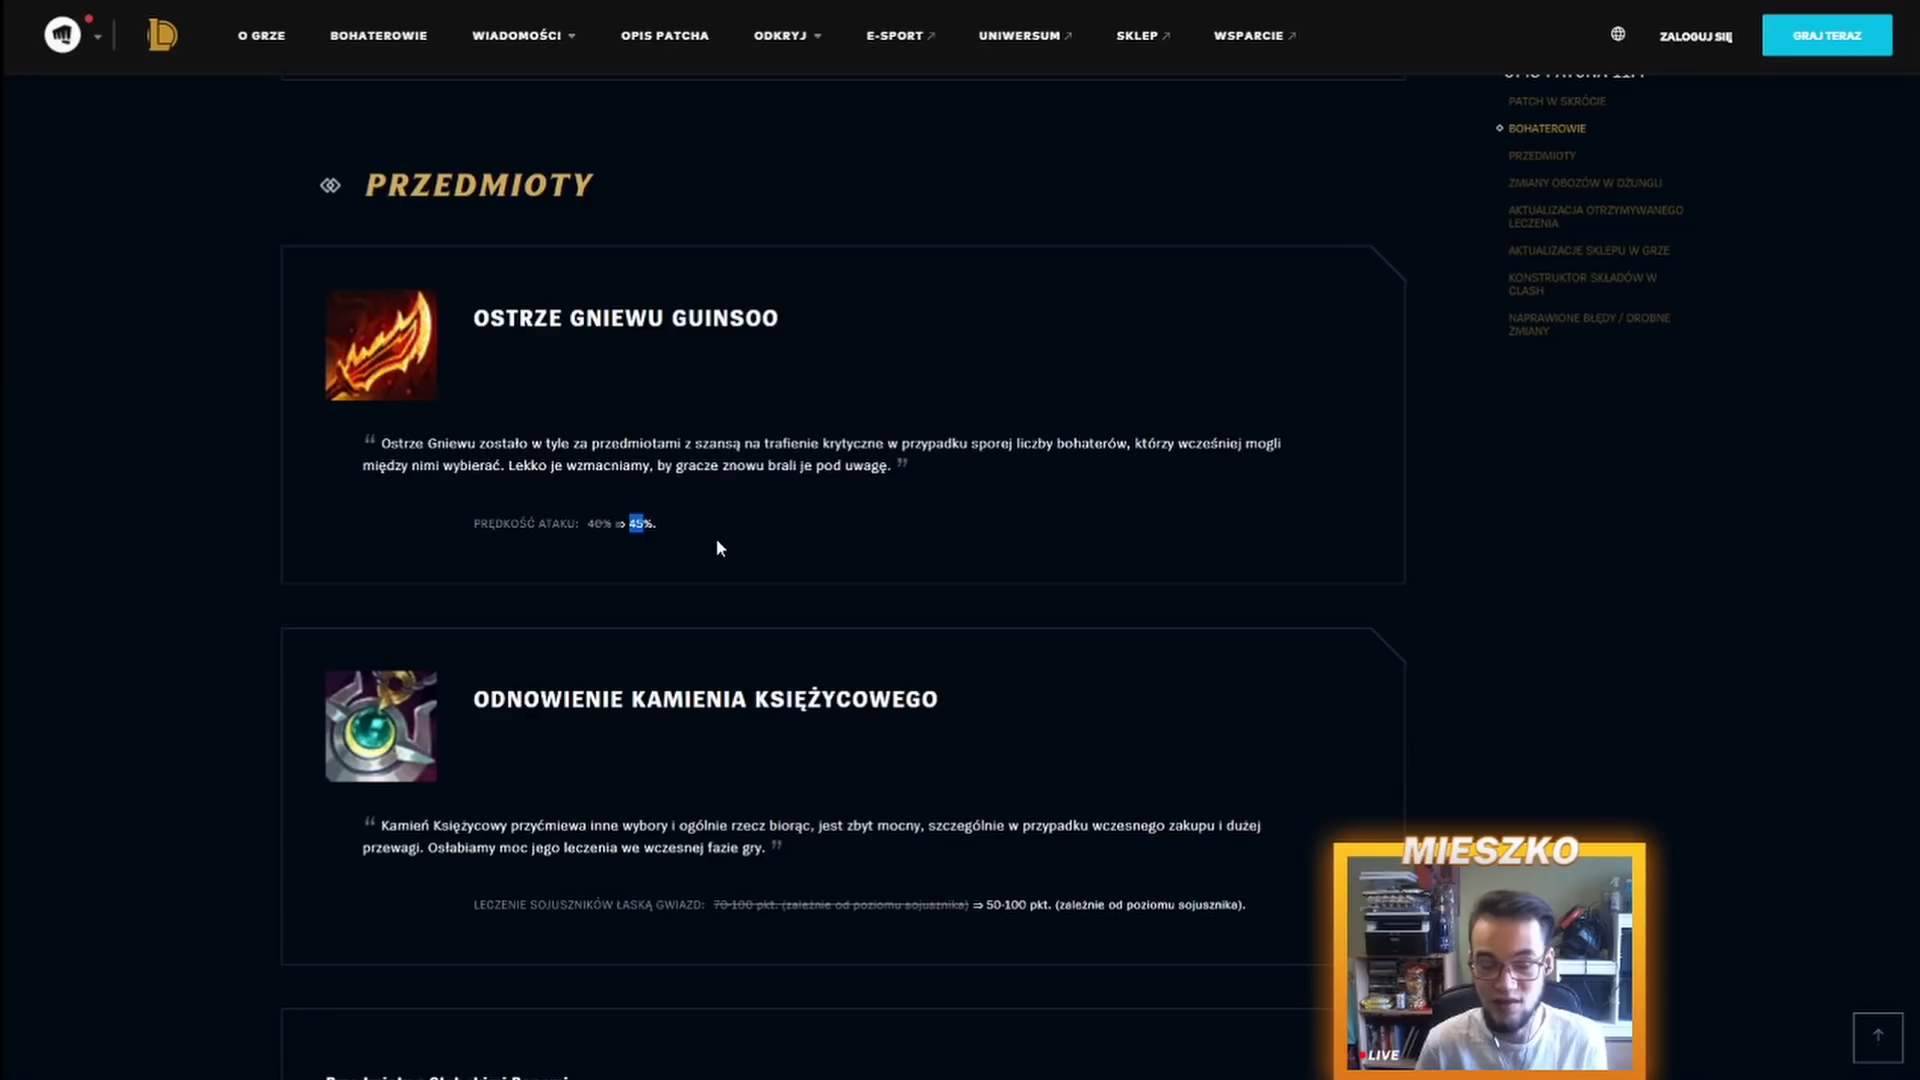 O GRZE
BOHATEROWIE
WIADOMOŚCI
OPIS PATCHA
ODKRYJ
E-SPORT
UNIWERSUM
SKLEP
WSPARCIE
ZALOGUJ SIĘ
GRAJ TERAZ
PATCH W SKRÓCIE
BOHATEROWIE
PRZEDMIOTY
ZMIANY OBOZÓW W DŻUNGLI
AKTUALIZACJA OTRZYMYWANEGO
LECZENIA
AKTUALIZACJE SKLEPU W GRZE
KONSTRUKTOR SKŁADÓW W
CLASH
NAPRAWIONE BŁĘDY / DROBNE
ZMIANY
PRZEDMIOTY
OSTRZE GNIEWU GUINSOO
“ Ostrze Gniewu zostało w tyle za przedmiotami z szansą na trafienie krytyczne w przypadku sporej liczby bohaterów, którzy wcześniej mogli
między nimi wybierać. Lekko je wzmacniamy, by gracze znowu brali je pod uwagę. ”
PRĘDKOŚĆ ATAKU: 40% ⇒ 45%.
ODNOWIENIE KAMIENIA KSIĘŻYCOWEGO
“ Kamień Księżycowy przyćmiewa inne wybory i ogólnie rzecz biorąc, jest zbyt mocny, szczególnie w przypadku wczesnego zakupu i dużej
przewagi. Osłabiamy moc jego leczenia we wczesnej fazie gry. ”
LECZENIE SOJUSZNIKÓW ŁASKĄ GWIAZD: 70-100 pkt. (zależnie od poziomu sojusznika) ⇒ 50-100 pkt. (zależnie od poziomu sojusznika).
MIESZKO
LIVE